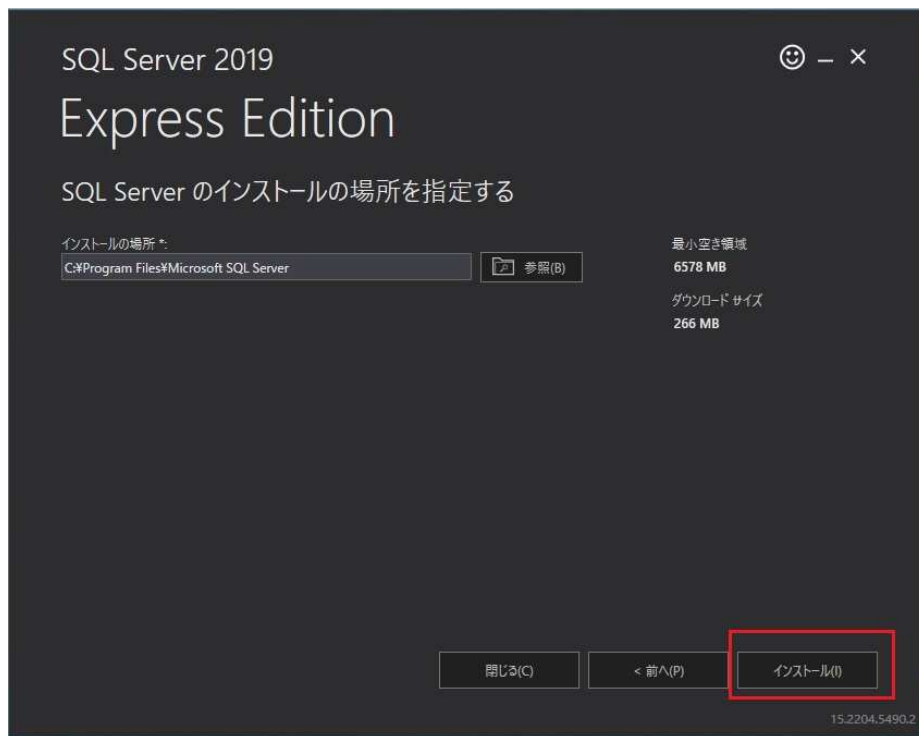 SQL Server 2019
Express Edition
SQL Server のインストールの場所を指定する
インストールの場所 *:
C:¥Program Files¥Microsoft SQL Server
参照(B)
最小空き領域
6578 MB
ダウンロード サイズ
266 MB
閉じる(C)
< 前へ(P)
インストール(I)
15.2204.5490.2